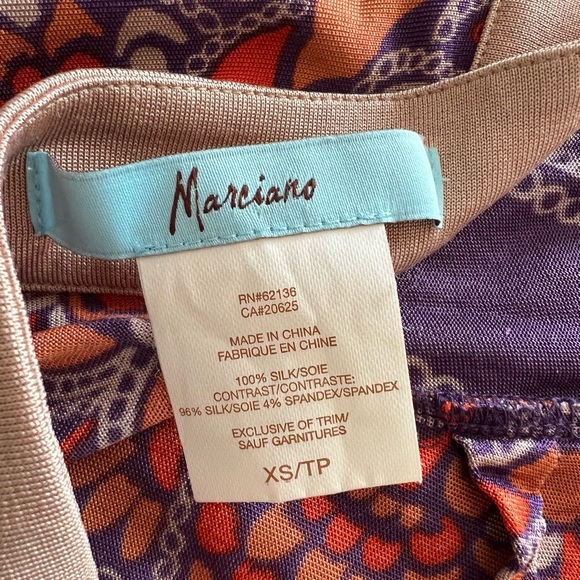 Marciano
RN#62136
CA#20625
MADE IN CHINA
FABRIQUE EN CHINE
100% SILK/SOIE
CONTRAST/CONTRASTE:
96% SILK/SOIE 4% SPANDEX/SPANDEX
EXCLUSIVE OF TRIM/
SAUF GARNITURES
XS/TP